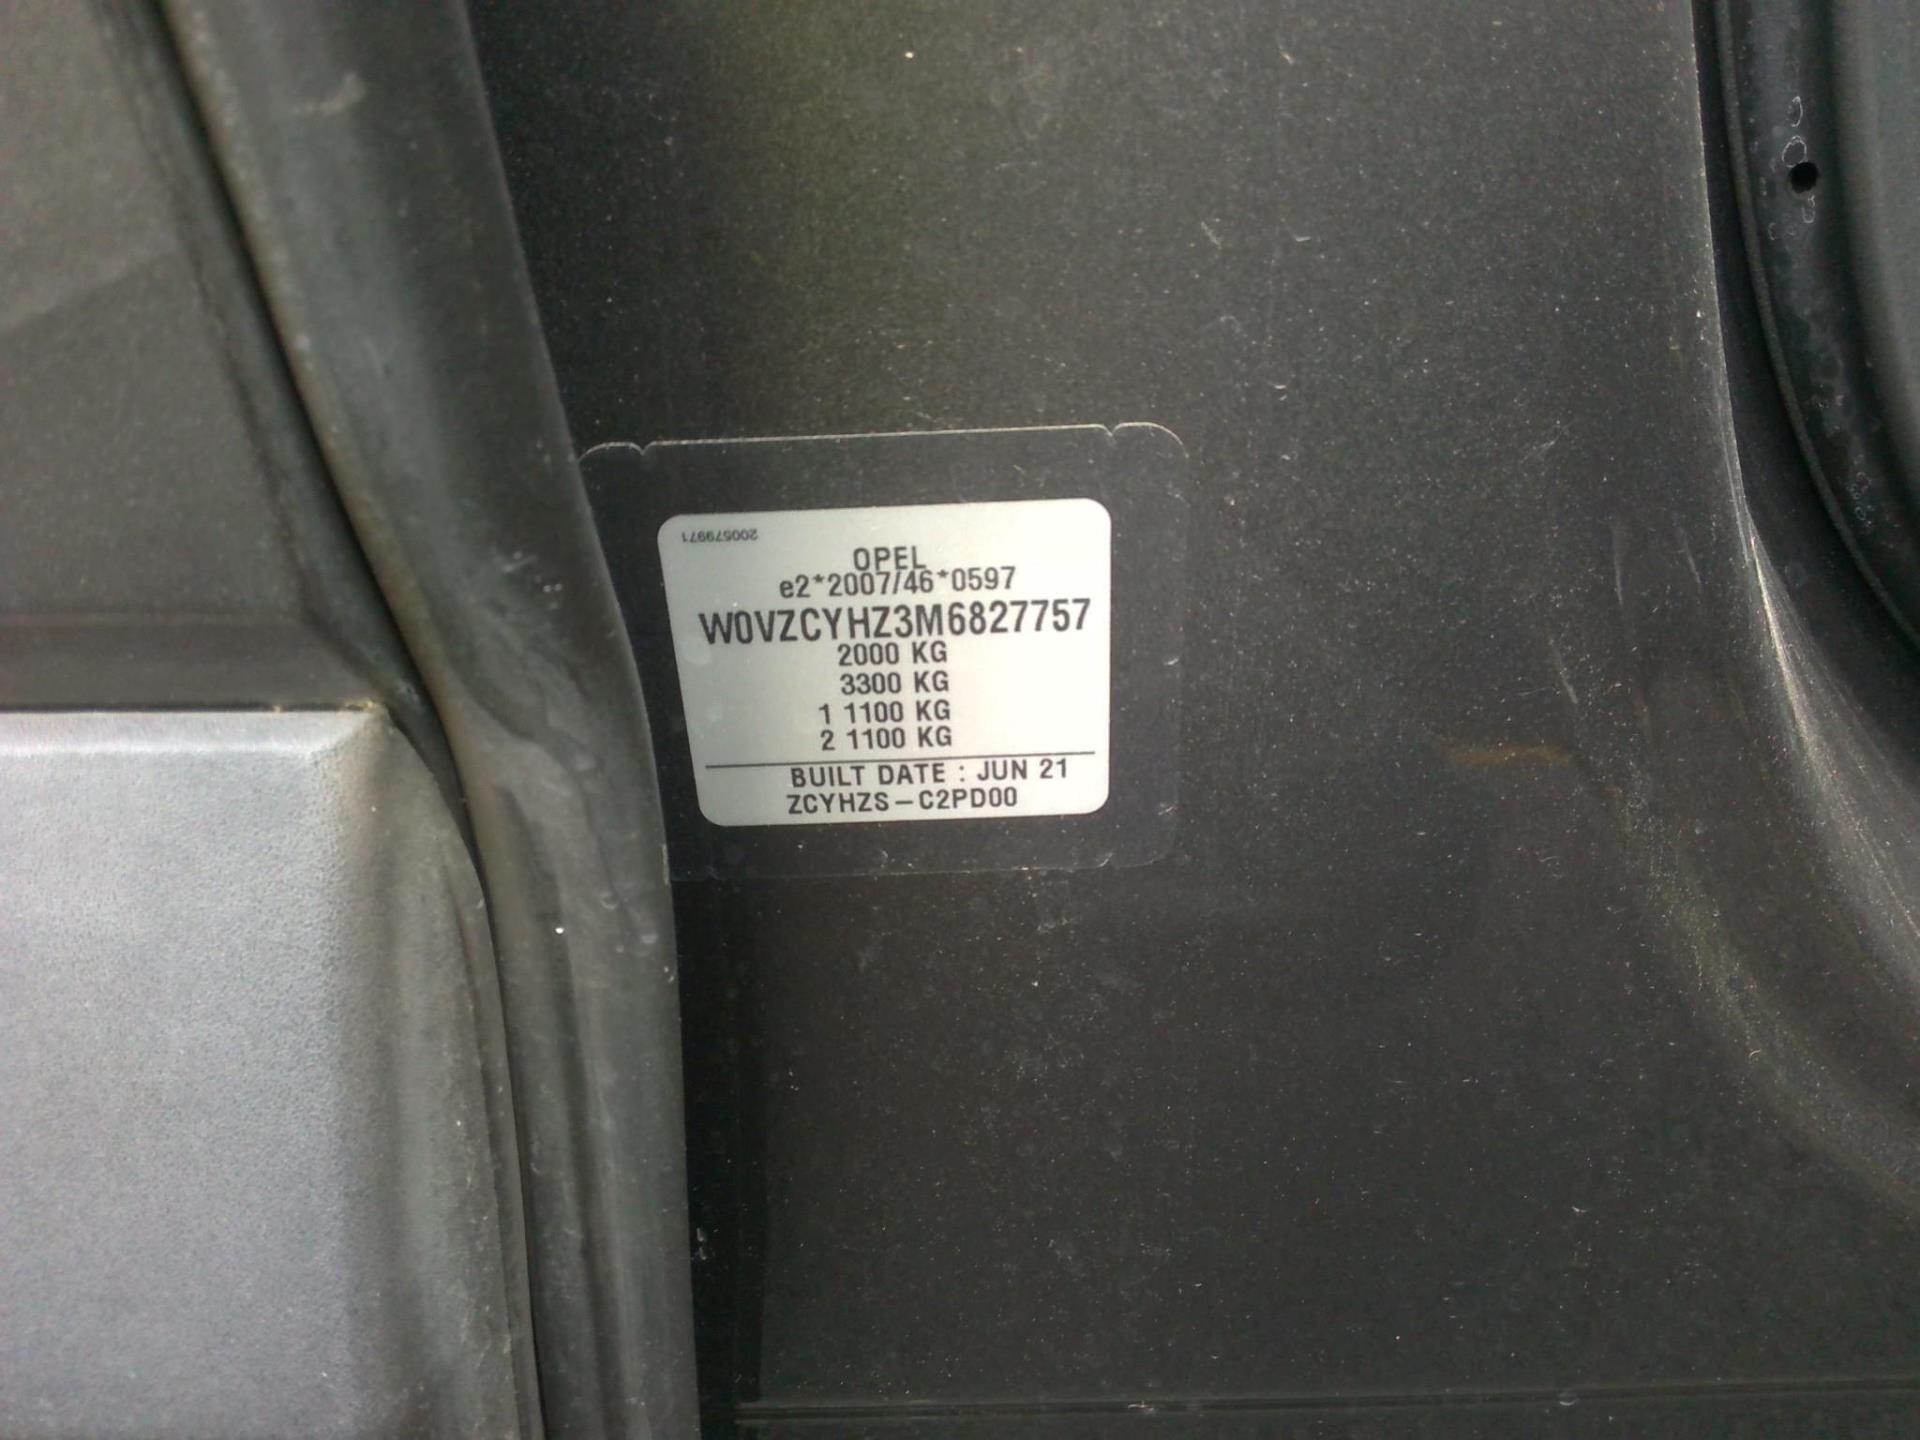 200579971
OPEL
e2*2007/46*0597
W0VZCYHZ3M6827757
2000 KG
3300 KG
1 1100 KG
2 1100 KG
BUILT DATE : JUN 21
ZCYHZS-C2PD00